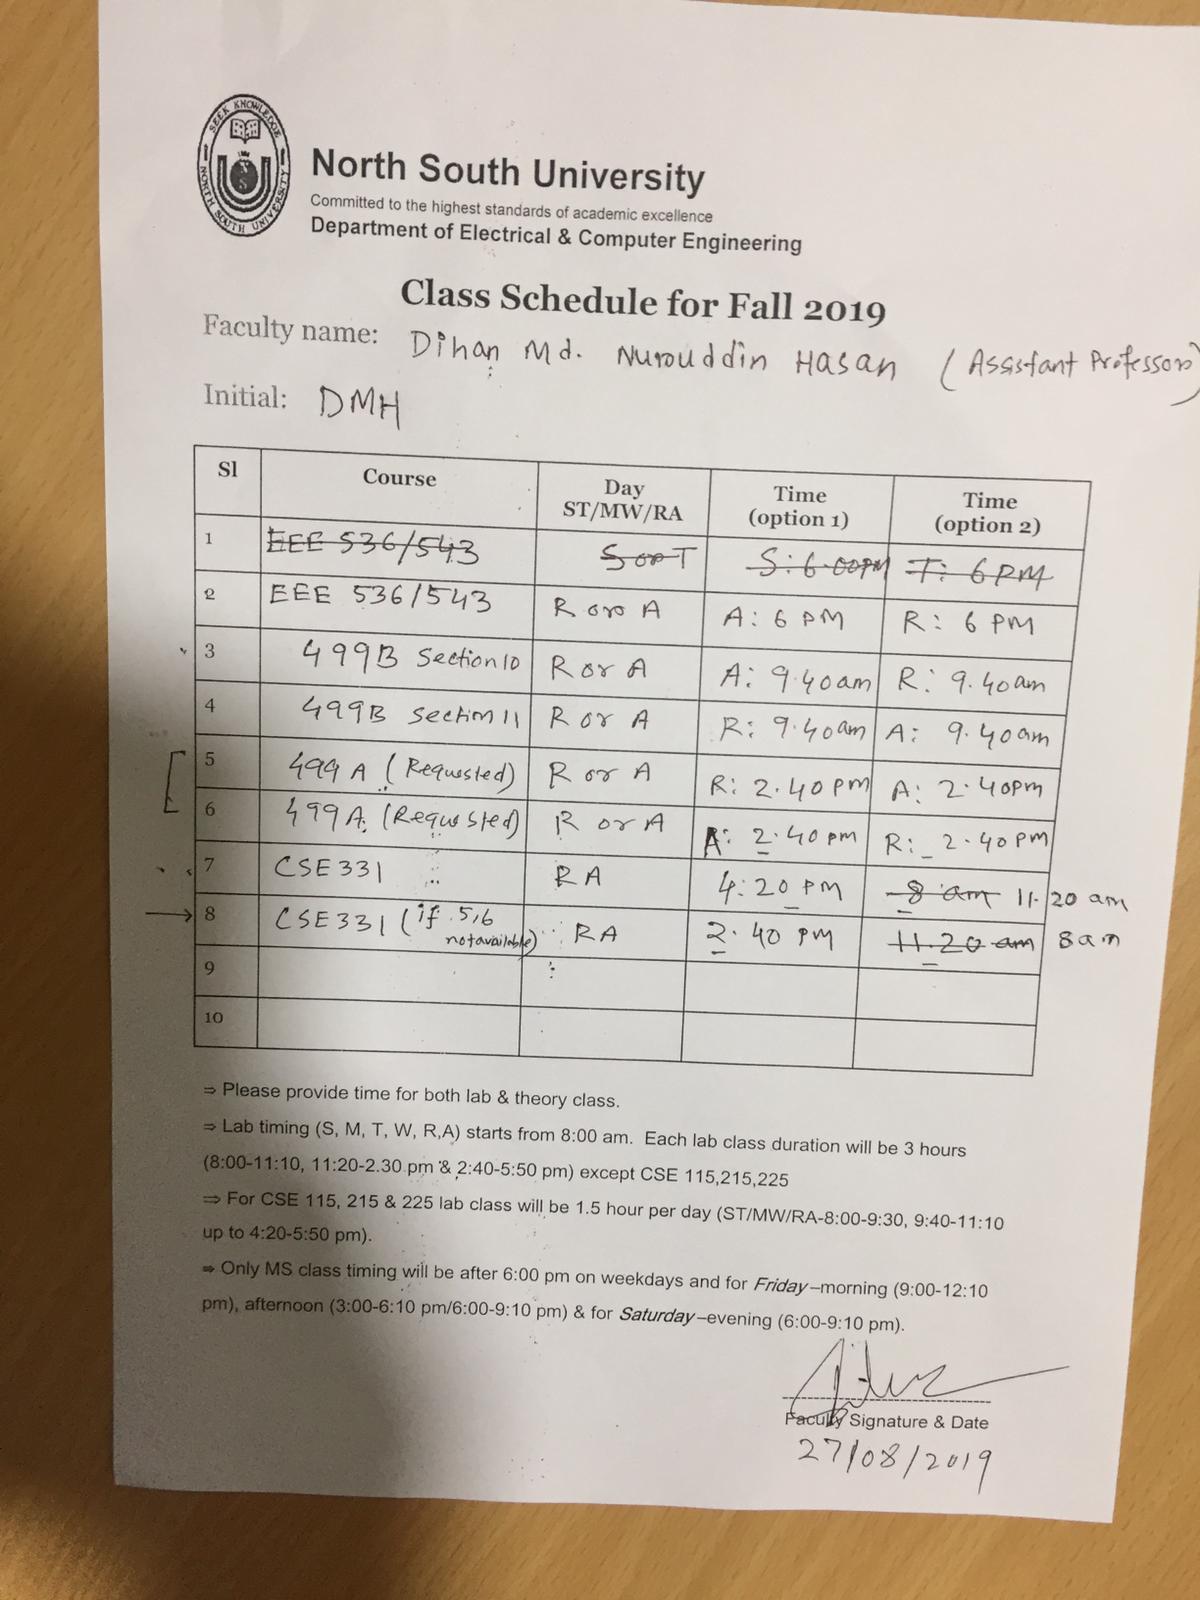 SEEK KNOWLEDGE
NORTH SOUTH UNIVERSITY
North South University
Committed to the highest standards of academic excellence
Department of Electrical & Computer Engineering
Class Schedule for Fall 2019
Faculty name: Dihan Md. Nurouddin Hasan (Assistant Professor)
Initial: DMH
Sl Course Day ST/MW/RA Time (option 1) Time (option 2)
1 EEE 536/543 S or T S: 6.00PM T: 6 PM
2 EEE 536/543 R or A A: 6 PM R: 6 PM
3 499B Section 10 R or A A: 9.40am R: 9.40am
4 499B Section 11 R or A R: 9.40am A: 9.40am
5 499A (Requested) R or A R: 2.40pm A: 2.40pm
6 499A (Requested) R or A A: 2.40pm R: 2.40pm
7 CSE331 RA 4:20 PM 8 am 11.20 am
8 CSE331 (if 5,6 not available) RA 2.40 PM 11.20 am 8am
9
10
⇒ Please provide time for both lab & theory class.
⇒ Lab timing (S, M, T, W, R,A) starts from 8:00 am. Each lab class duration will be 3 hours
(8:00-11:10, 11:20-2.30 pm & 2:40-5:50 pm) except CSE 115,215,225
⇒ For CSE 115, 215 & 225 lab class will be 1.5 hour per day (ST/MW/RA-8:00-9:30, 9:40-11:10
up to 4:20-5:50 pm).
⇒ Only MS class timing will be after 6:00 pm on weekdays and for Friday–morning (9:00-12:10
pm), afternoon (3:00-6:10 pm/6:00-9:10 pm) & for Saturday–evening (6:00-9:10 pm).
Faculty Signature & Date
27/08/2019